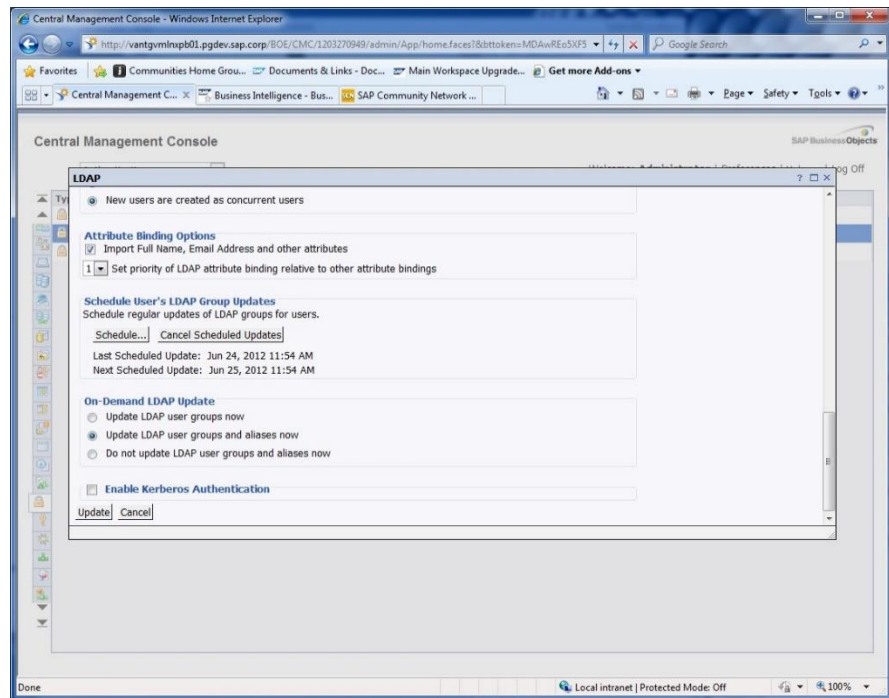 Central Management Console - Windows Internet Explorer
http://vantgvmlnxpb01.pgdev.sap.corp/BOE/CMC/1203270949/admin/App/home.faces?&bttoken=MDAwREo5XF5
Google Search
Favorites
Communities Home Grou...
Documents & Links - Doc...
Main Workspace Upgrade...
Get more Add-ons
Central Management C... X
Business Intelligence - Bus...
SAP Community Network ...
Page
Safety
Tools
Central Management Console
SAP BusinessObjects
og Off
LDAP
New users are created as concurrent users
Attribute Binding Options
Import Full Name, Email Address and other attributes
1 Set priority of LDAP attribute binding relative to other attribute bindings
Schedule User's LDAP Group Updates
Schedule regular updates of LDAP groups for users.
Schedule... Cancel Scheduled Updates
Last Scheduled Update: Jun 24, 2012 11:54 AM
Next Scheduled Update: Jun 25, 2012 11:54 AM
On-Demand LDAP Update
Update LDAP user groups now
Update LDAP user groups and aliases now
Do not update LDAP user groups and aliases now
Enable Kerberos Authentication
Update Cancel
Done
Local intranet | Protected Mode: Off
100%